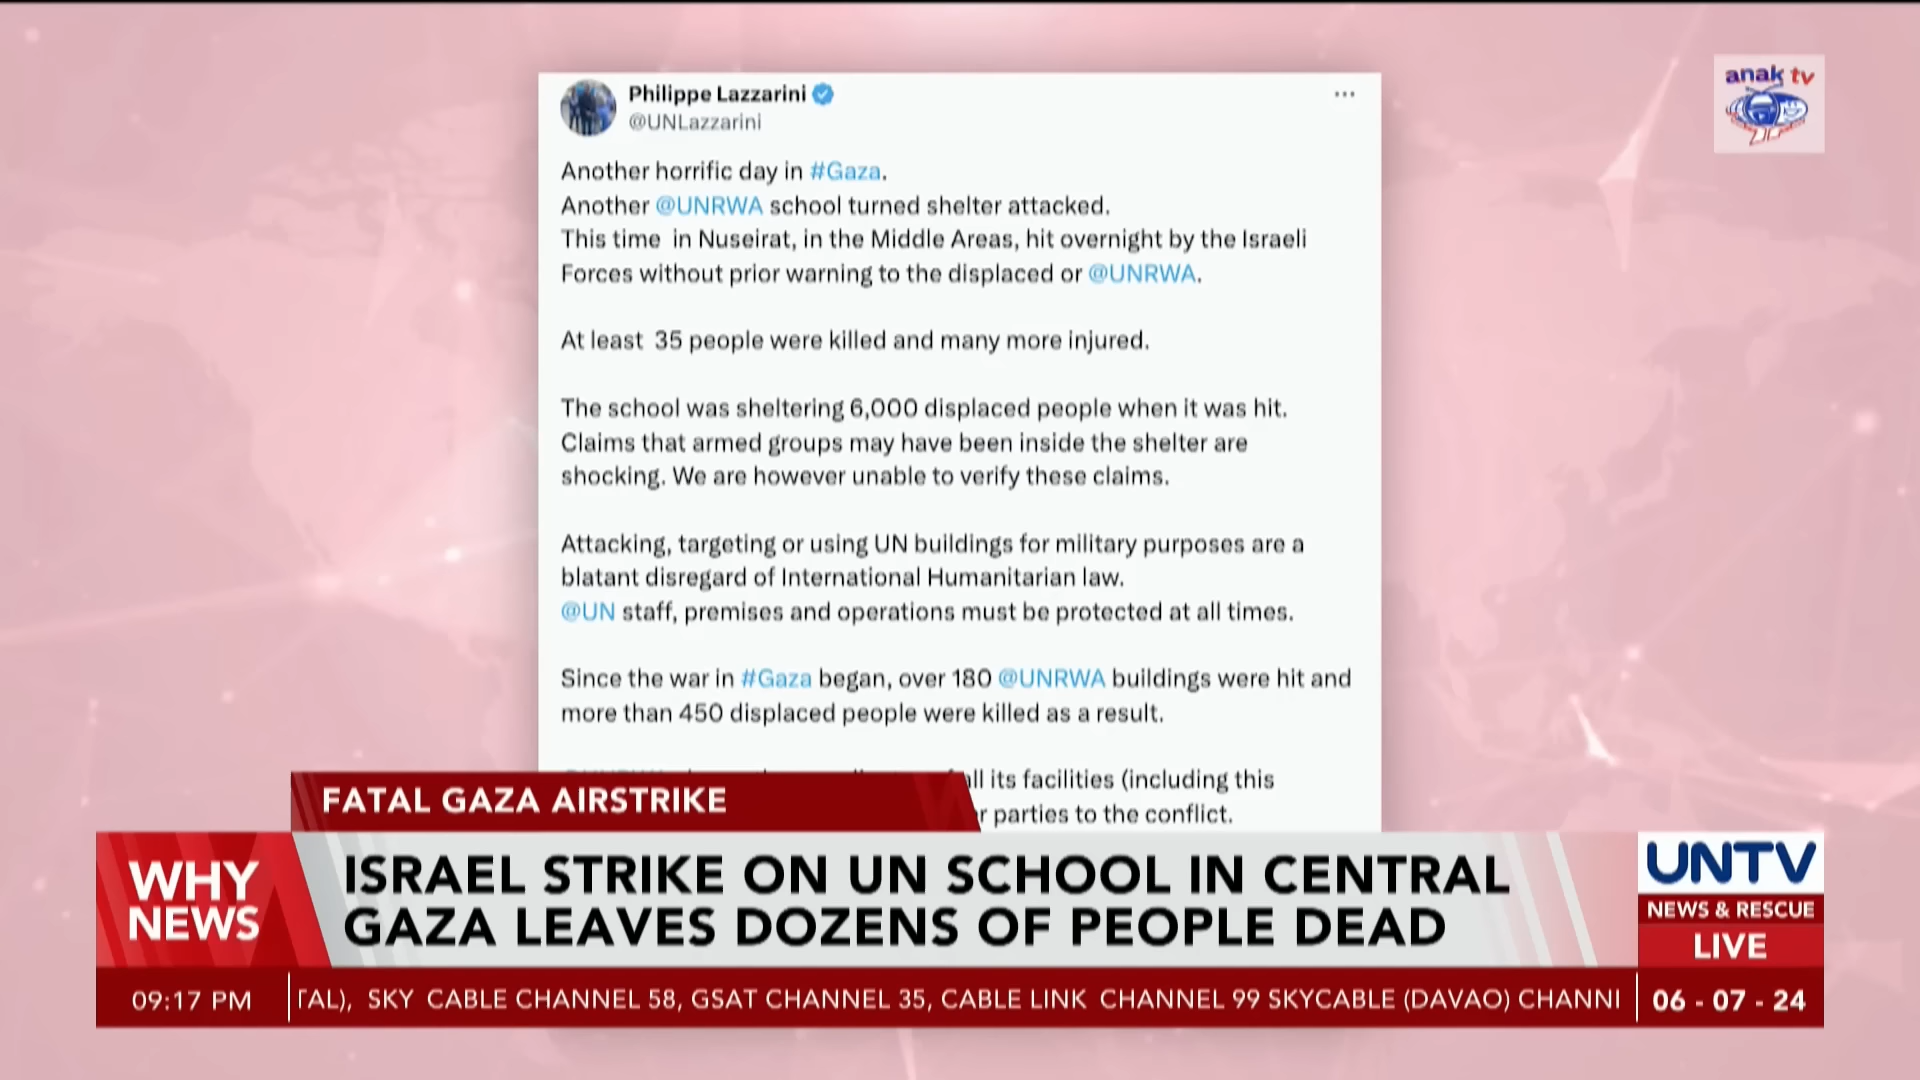 anak tv
Philippe Lazzarini
@UNLazzarini
Another horrific day in #Gaza.
Another @UNRWA school turned shelter attacked.
This time in Nuseirat, in the Middle Areas, hit overnight by the Israeli
Forces without prior warning to the displaced or @UNRWA.
At least 35 people were killed and many more injured.
The school was sheltering 6,000 displaced people when it was hit.
Claims that armed groups may have been inside the shelter are
shocking. We are however unable to verify these claims.
Attacking, targeting or using UN buildings for military purposes are a
blatant disregard of International Humanitarian law.
@UN staff, premises and operations must be protected at all times.
Since the war in #Gaza began, over 180 @UNRWA buildings were hit and
more than 450 displaced people were killed as a result.
its facilities (including this
parties to the conflict.
FATAL GAZA AIRSTRIKE
WHY
NEWS
ISRAEL STRIKE ON UN SCHOOL IN CENTRAL
GAZA LEAVES DOZENS OF PEOPLE DEAD
UNTV
NEWS & RESCUE
LIVE
09:17 PM
TAL), SKY CABLE CHANNEL 58, GSAT CHANNEL 35, CABLE LINK CHANNEL 99 SKYCABLE (DAVAO) CHANNI
06 - 07 - 24